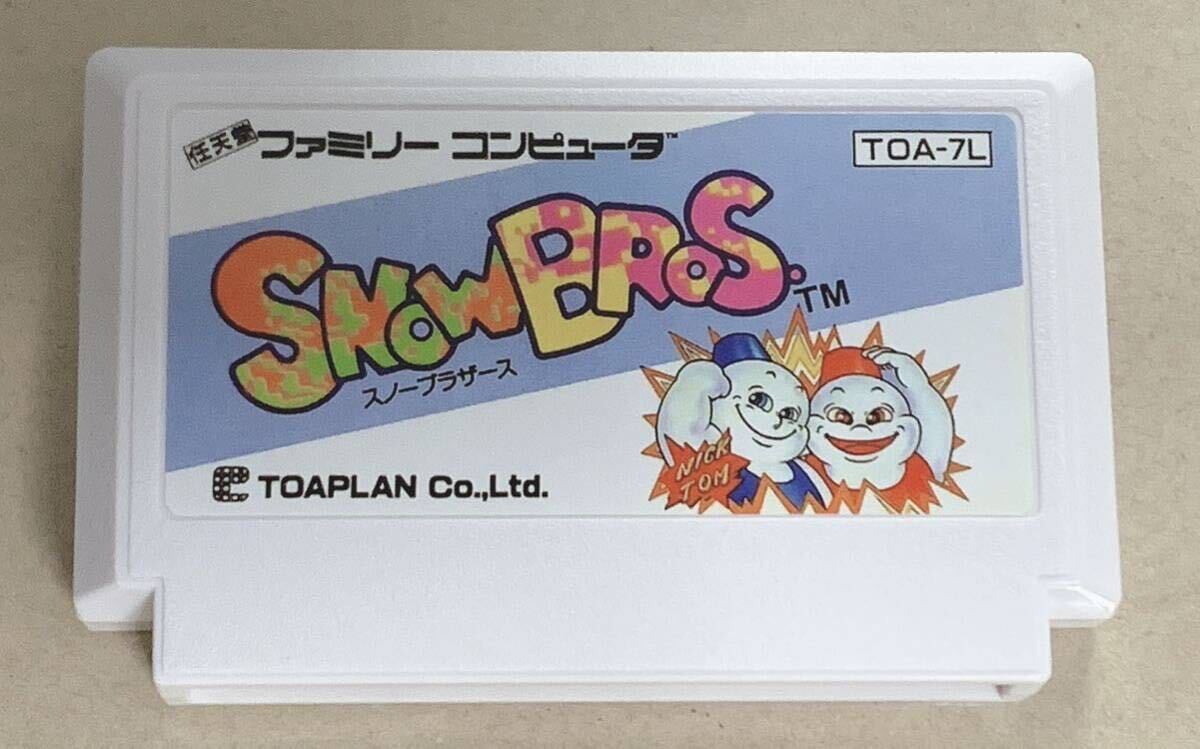 任天堂 ファミリー コンピュータ™
TOA-7L
SNOW BROS.™
スノーブラザース
NICK
TOM
TOAPLAN Co.,Ltd.